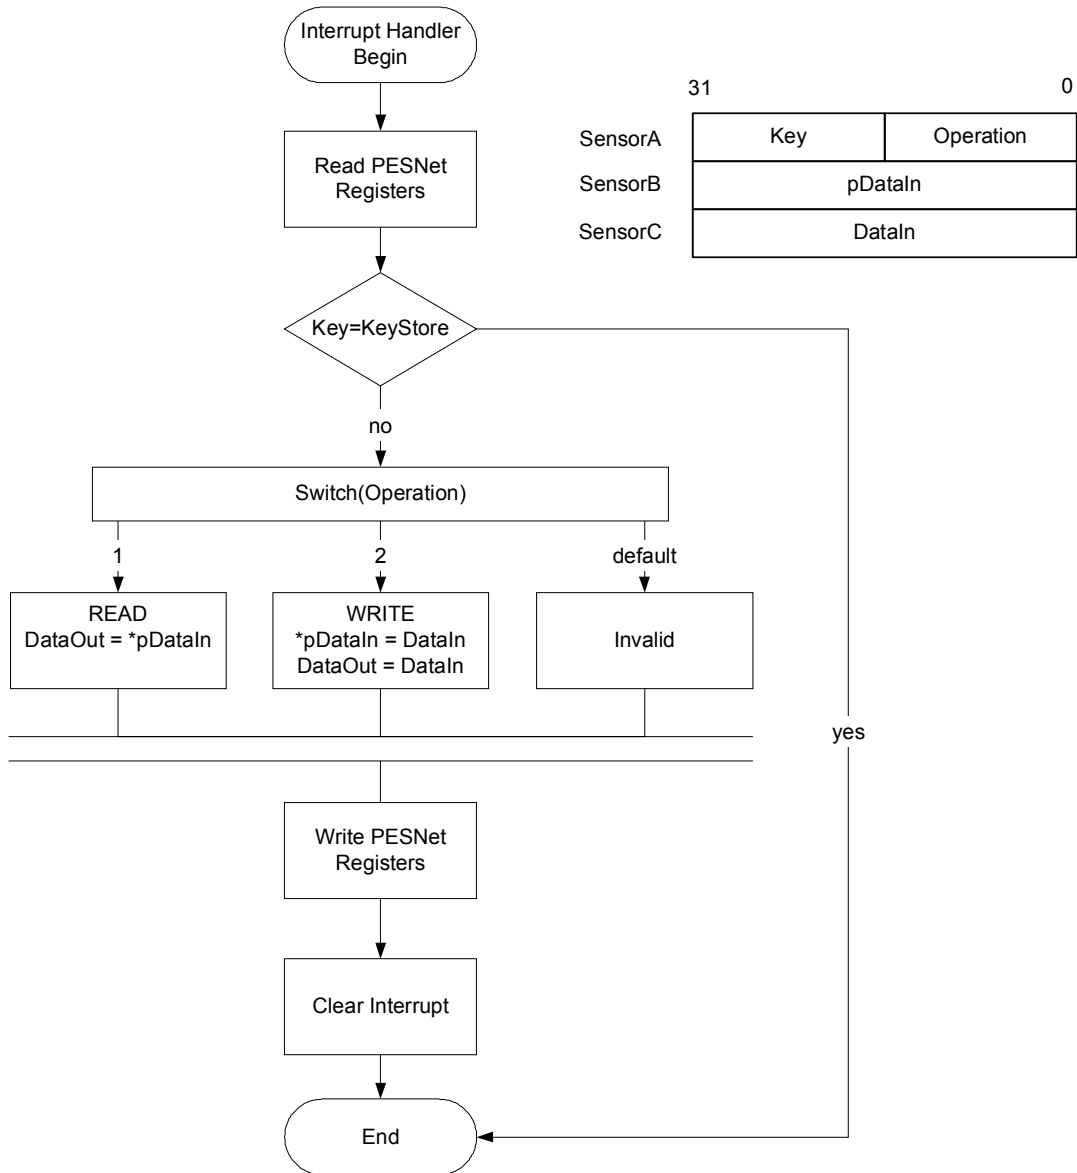 Interrupt Handler
Begin
31 0
SensorA Key Operation
Read PESNet
Registers
SensorB pDataIn
SensorC DataIn
Key=KeyStore
no
Switch(Operation)
1 2 default
READ
DataOut = *pDataIn
WRITE
*pDataIn = DataIn
DataOut = DataIn
Invalid
yes
Write PESNet
Registers
Clear Interrupt
End